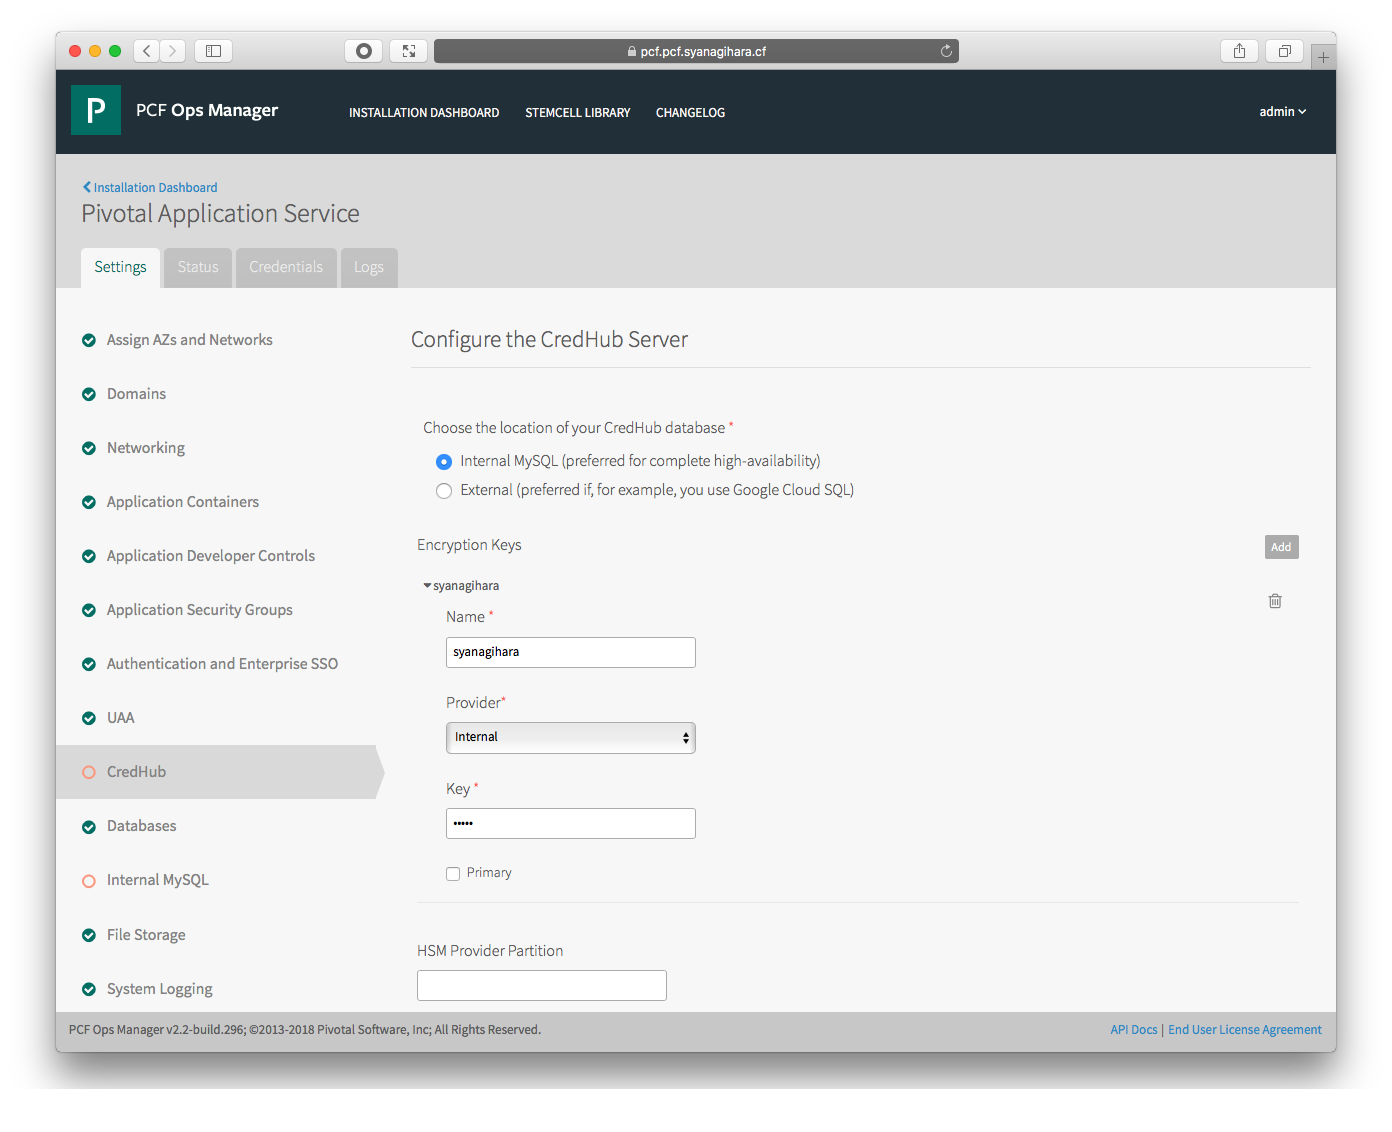 pcf.pcf.syanagihara.cf
P
PCF Ops Manager
INSTALLATION DASHBOARD
STEMCELL LIBRARY
CHANGELOG
admin
Installation Dashboard
Pivotal Application Service
Settings
Status
Credentials
Logs
Assign AZs and Networks
Domains
Networking
Application Containers
Application Developer Controls
Application Security Groups
Authentication and Enterprise SSO
UAA
CredHub
Databases
Internal MySQL
File Storage
System Logging
Configure the CredHub Server
Choose the location of your CredHub database *
Internal MySQL (preferred for complete high-availability)
External (preferred if, for example, you use Google Cloud SQL)
Encryption Keys
Add
syanagihara
Name *
syanagihara
Provider*
Internal
Key *
•••••
Primary
HSM Provider Partition
PCF Ops Manager v2.2-build.296; ©2013-2018 Pivotal Software, Inc; All Rights Reserved.
API Docs | End User License Agreement